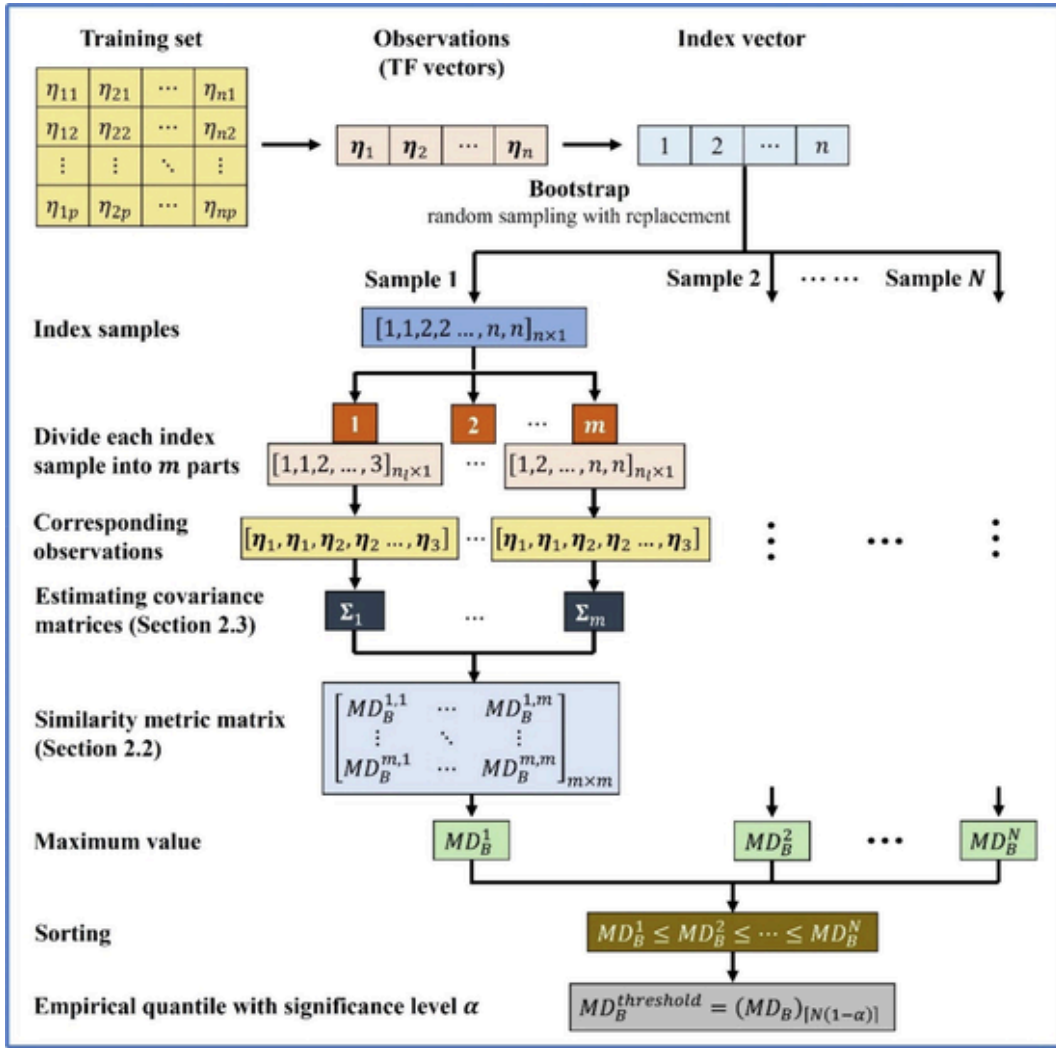 Training set
Observations
(TF vectors)
Index vector
η₁₁ η₂₁ ⋯ ηₙ₁
η₁₂ η₂₂ ⋯ ηₙ₂
⋮ ⋮ ⋱ ⋮
η₁ₚ η₂ₚ ⋯ ηₙₚ
η₁ η₂ ⋯ ηₙ
1 2 ⋯ n
Bootstrap
random sampling with replacement
Sample 1
Sample 2
⋯ ⋯
Sample N
Index samples
[1,1,2,2 …, n, n]ₙ×₁
1 2 ⋯ m
Divide each index
sample into m parts
[1,1,2, …, 3]_{n_l×1} ⋯ [1,2, …, n, n]_{n_l×1}
Corresponding
observations
[η₁, η₁, η₂, η₂ …, η₃] ⋯ [η₁, η₁, η₂, η₂ …, η₃]
⋮ ⋯ ⋮
Estimating covariance
matrices (Section 2.3)
Σ₁ ⋯ Σₘ
Similarity metric matrix
(Section 2.2)
MD_B^{1,1} ⋯ MD_B^{1,m}
⋮ ⋱ ⋮
MD_B^{m,1} ⋯ MD_B^{m,m}
m×m
Maximum value
MD_B^1 MD_B^2 ⋯ MD_B^N
Sorting
MD_B^1 ≤ MD_B^2 ≤ ⋯ ≤ MD_B^N
Empirical quantile with significance level α
MD_B^{threshold} = (MD_B)_{⌈N(1−α)⌉}